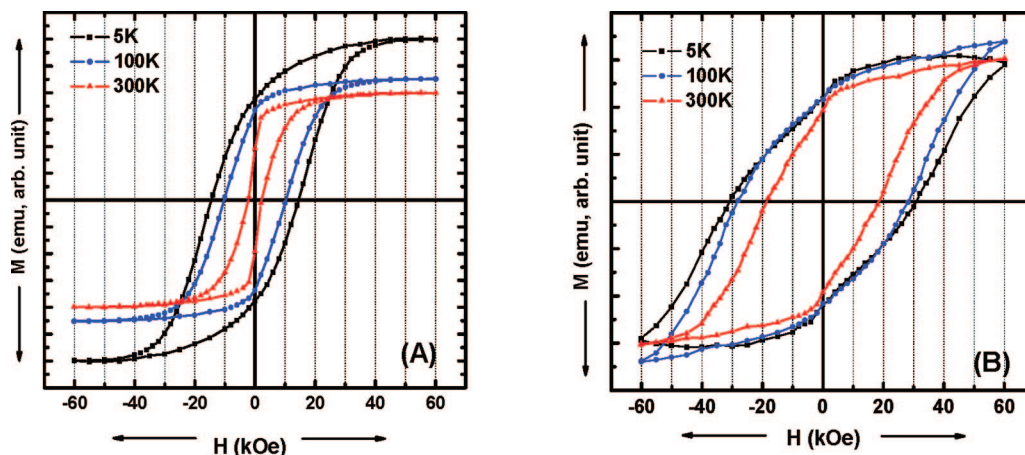 5K
100K
300K
M (emu, arb. unit)
(A)
-60 -40 -20 0 20 40 60
H (kOe)
5K
100K
300K
M (emu, arb. unit)
(B)
-60 -40 -20 0 20 40 60
H (kOe)